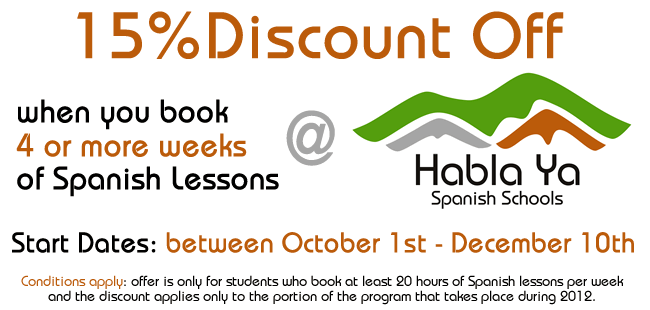 15% Discount Off
when you book
4 or more weeks
of Spanish Lessons
@
Habla Ya
Spanish Schools
Start Dates: between October 1st - December 10th
Conditions apply: offer is only for students who book at least 20 hours of Spanish lessons per week
and the discount applies only to the portion of the program that takes place during 2012.